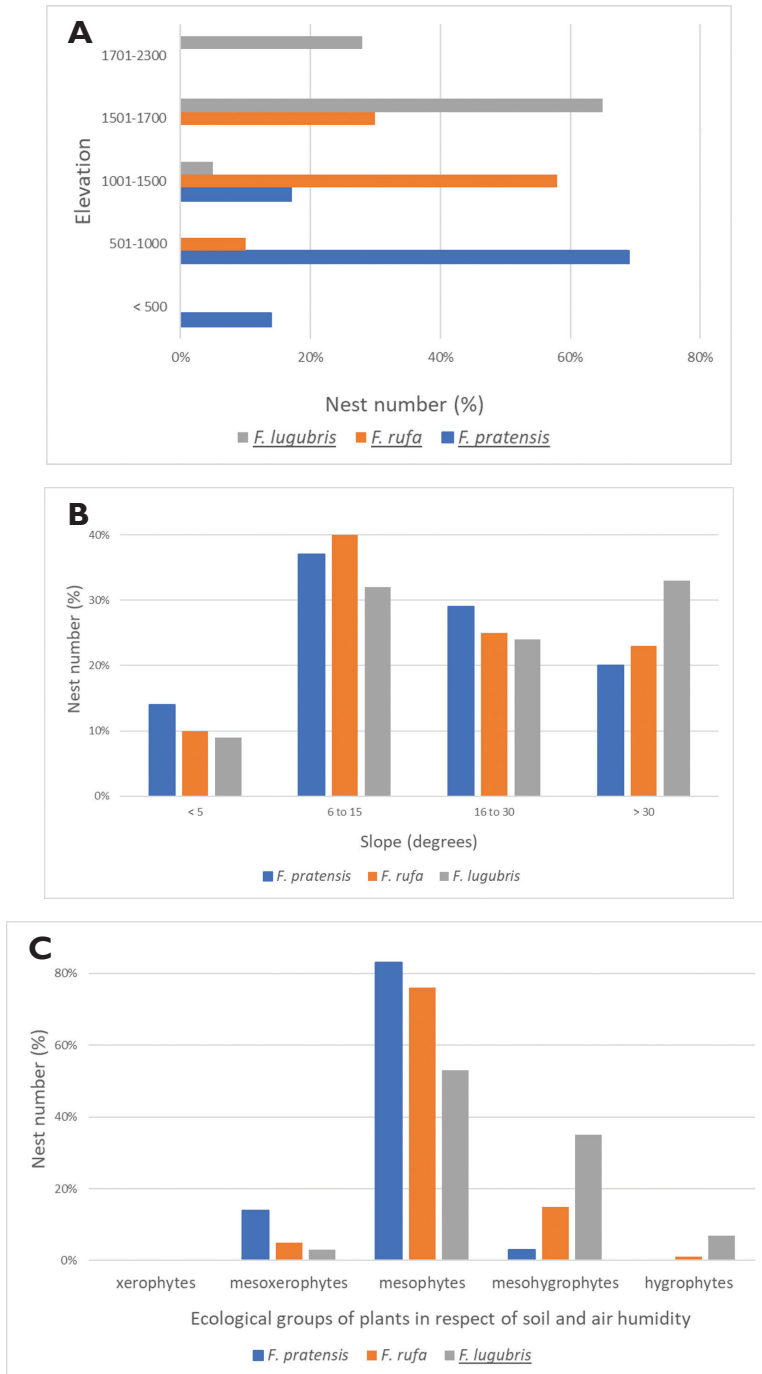 A
1701-2300
1501-1700
1001-1500
501-1000
< 500
Elevation
0% 20% 40% 60% 80%
Nest number (%)
F. lugubris F. rufa F. pratensis
B
40%
30%
20%
10%
0%
Nest number (%)
< 5 6 to 15 16 to 30 > 30
Slope (degrees)
F. pratensis F. rufa F. lugubris
C
80%
60%
40%
20%
0%
Nest number (%)
xerophytes mesoxerophytes mesophytes mesohygrophytes hygrophytes
Ecological groups of plants in respect of soil and air humidity
F. pratensis F. rufa F. lugubris